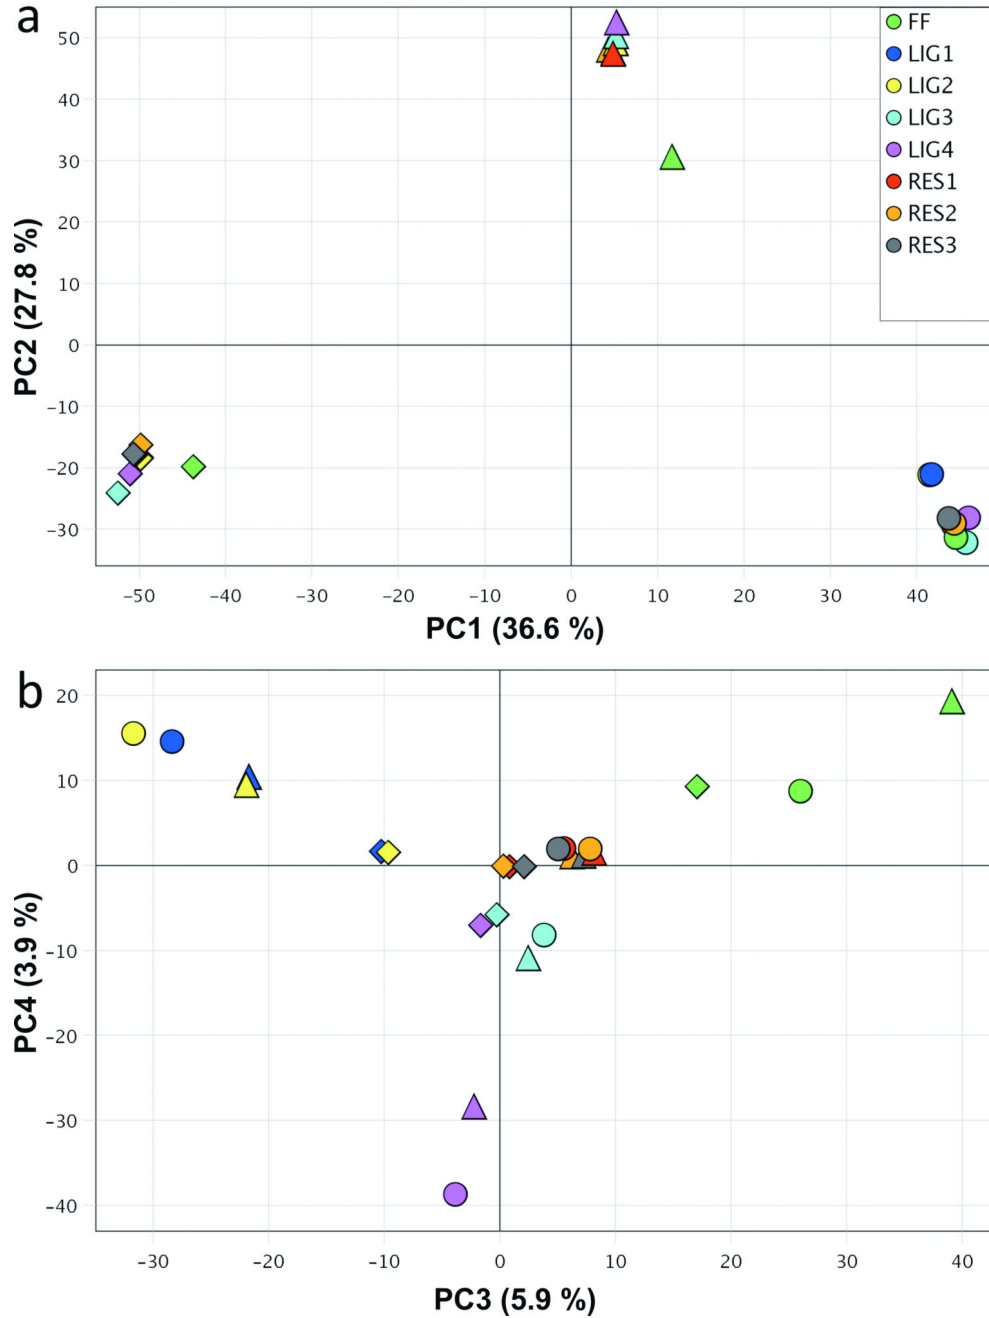 a
50
40
30
20
10
0
−10
−20
−30
PC2 (27.8 %)
FF
LIG1
LIG2
LIG3
LIG4
RES1
RES2
RES3
−50 −40 −30 −20 −10 0 10 20 30 40
PC1 (36.6 %)
b
20
10
0
−10
−20
−30
−40
PC4 (3.9 %)
−30 −20 −10 0 10 20 30 40
PC3 (5.9 %)